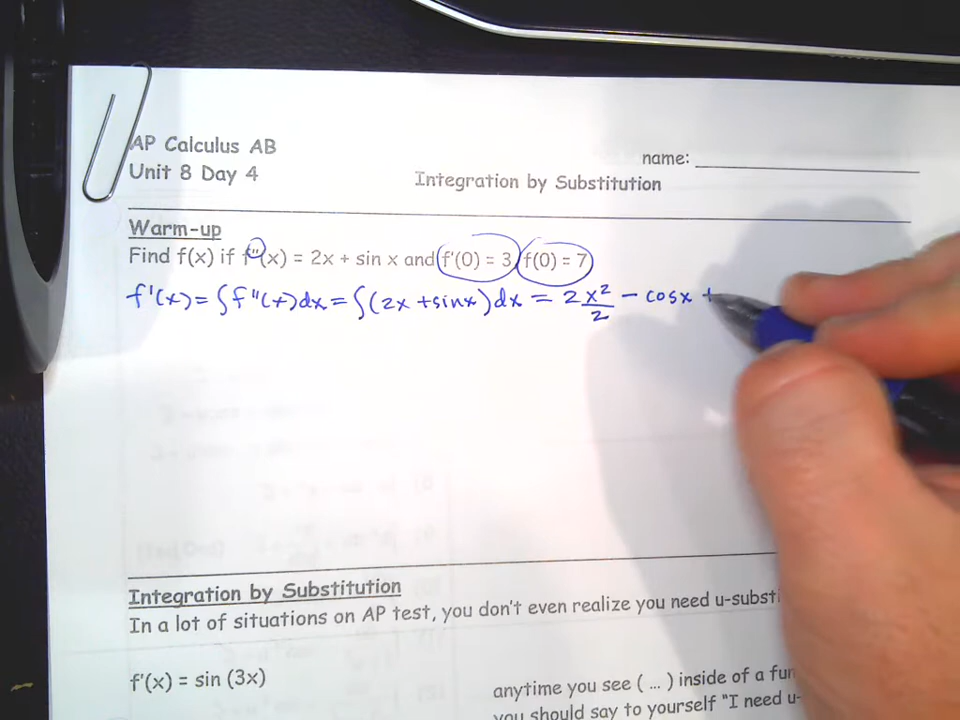 AP Calculus AB
name:
Unit 8 Day 4
Integration by Substitution
Warm-up
Find f(x) if f"(x) = 2x + sin x and f'(0) = 3, f(0) = 7
f'(x) = ∫f"(x)dx = ∫(2x + sinx)dx = 2x²/2 - cosx +
Integration by Substitution
In a lot of situations on AP test, you don't even realize you need
f'(x) = sin (3x)
anytime you see ( ... ) inside of a
you should say to yourself "I need